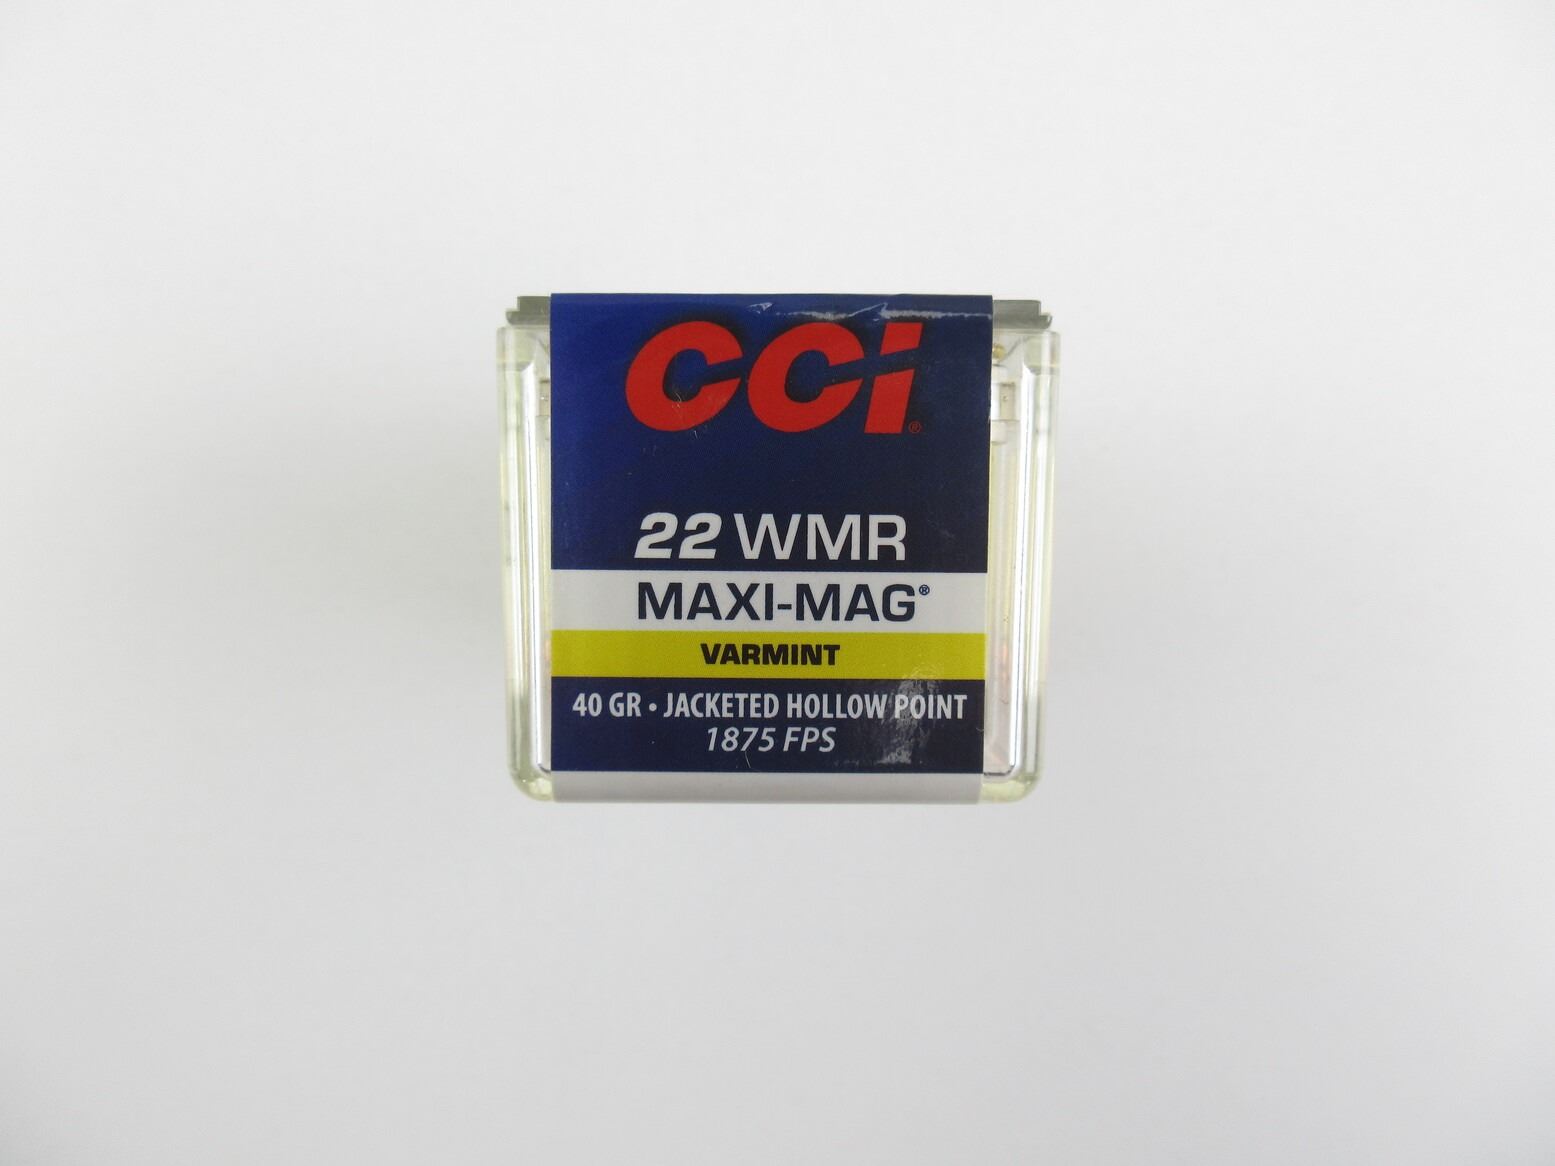 CCI®
22 WMR
MAXI-MAG®
VARMINT
40 GR • JACKETED HOLLOW POINT
1875 FPS